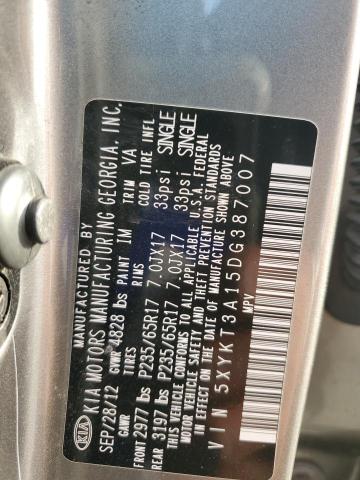 MANUFACTURED BY
KIA KIA MOTORS MANUFACTURING GEORGIA, INC.
SEP/28/12 GVWR 4828 lbs PAINT IM TRIM VA
GAWR TIRES RIMS COLD TIRE INFL.
FRONT 2977 lbs P235/65R17 7.0JX17 33psi SINGLE
REAR 3197 lbs P235/65R17 7.0JX17 33psi SINGLE
THIS VEHICLE CONFORMS TO ALL APPLICABLE U.S.A. FEDERAL
MOTOR VEHICLE SAFETY AND THEFT PREVENTION STANDARDS
IN EFFECT ON THE DATE OF MANUFACTURE SHOWN ABOVE
VIN 5XYKT3A15DG387007
MPV